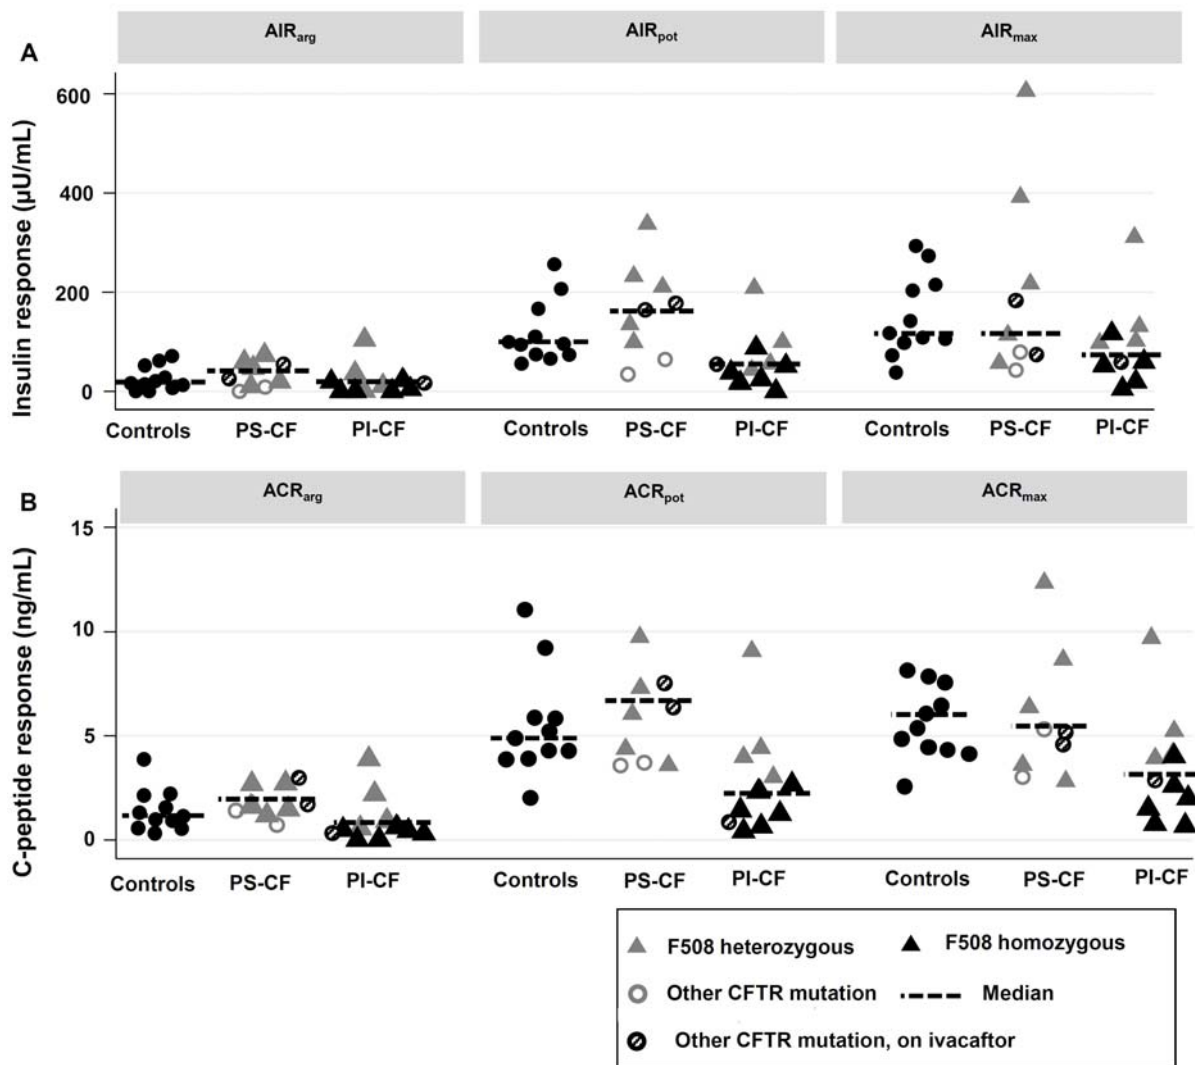 A
AIRarg AIRpot AIRmax
Insulin response (µU/mL)
600
400
200
0
Controls PS-CF PI-CF Controls PS-CF PI-CF Controls PS-CF PI-CF
B
ACRarg ACRpot ACRmax
C-peptide response (ng/mL)
15
10
5
0
Controls PS-CF PI-CF Controls PS-CF PI-CF Controls PS-CF PI-CF
F508 heterozygous F508 homozygous
Other CFTR mutation Median
Other CFTR mutation, on ivacaftor